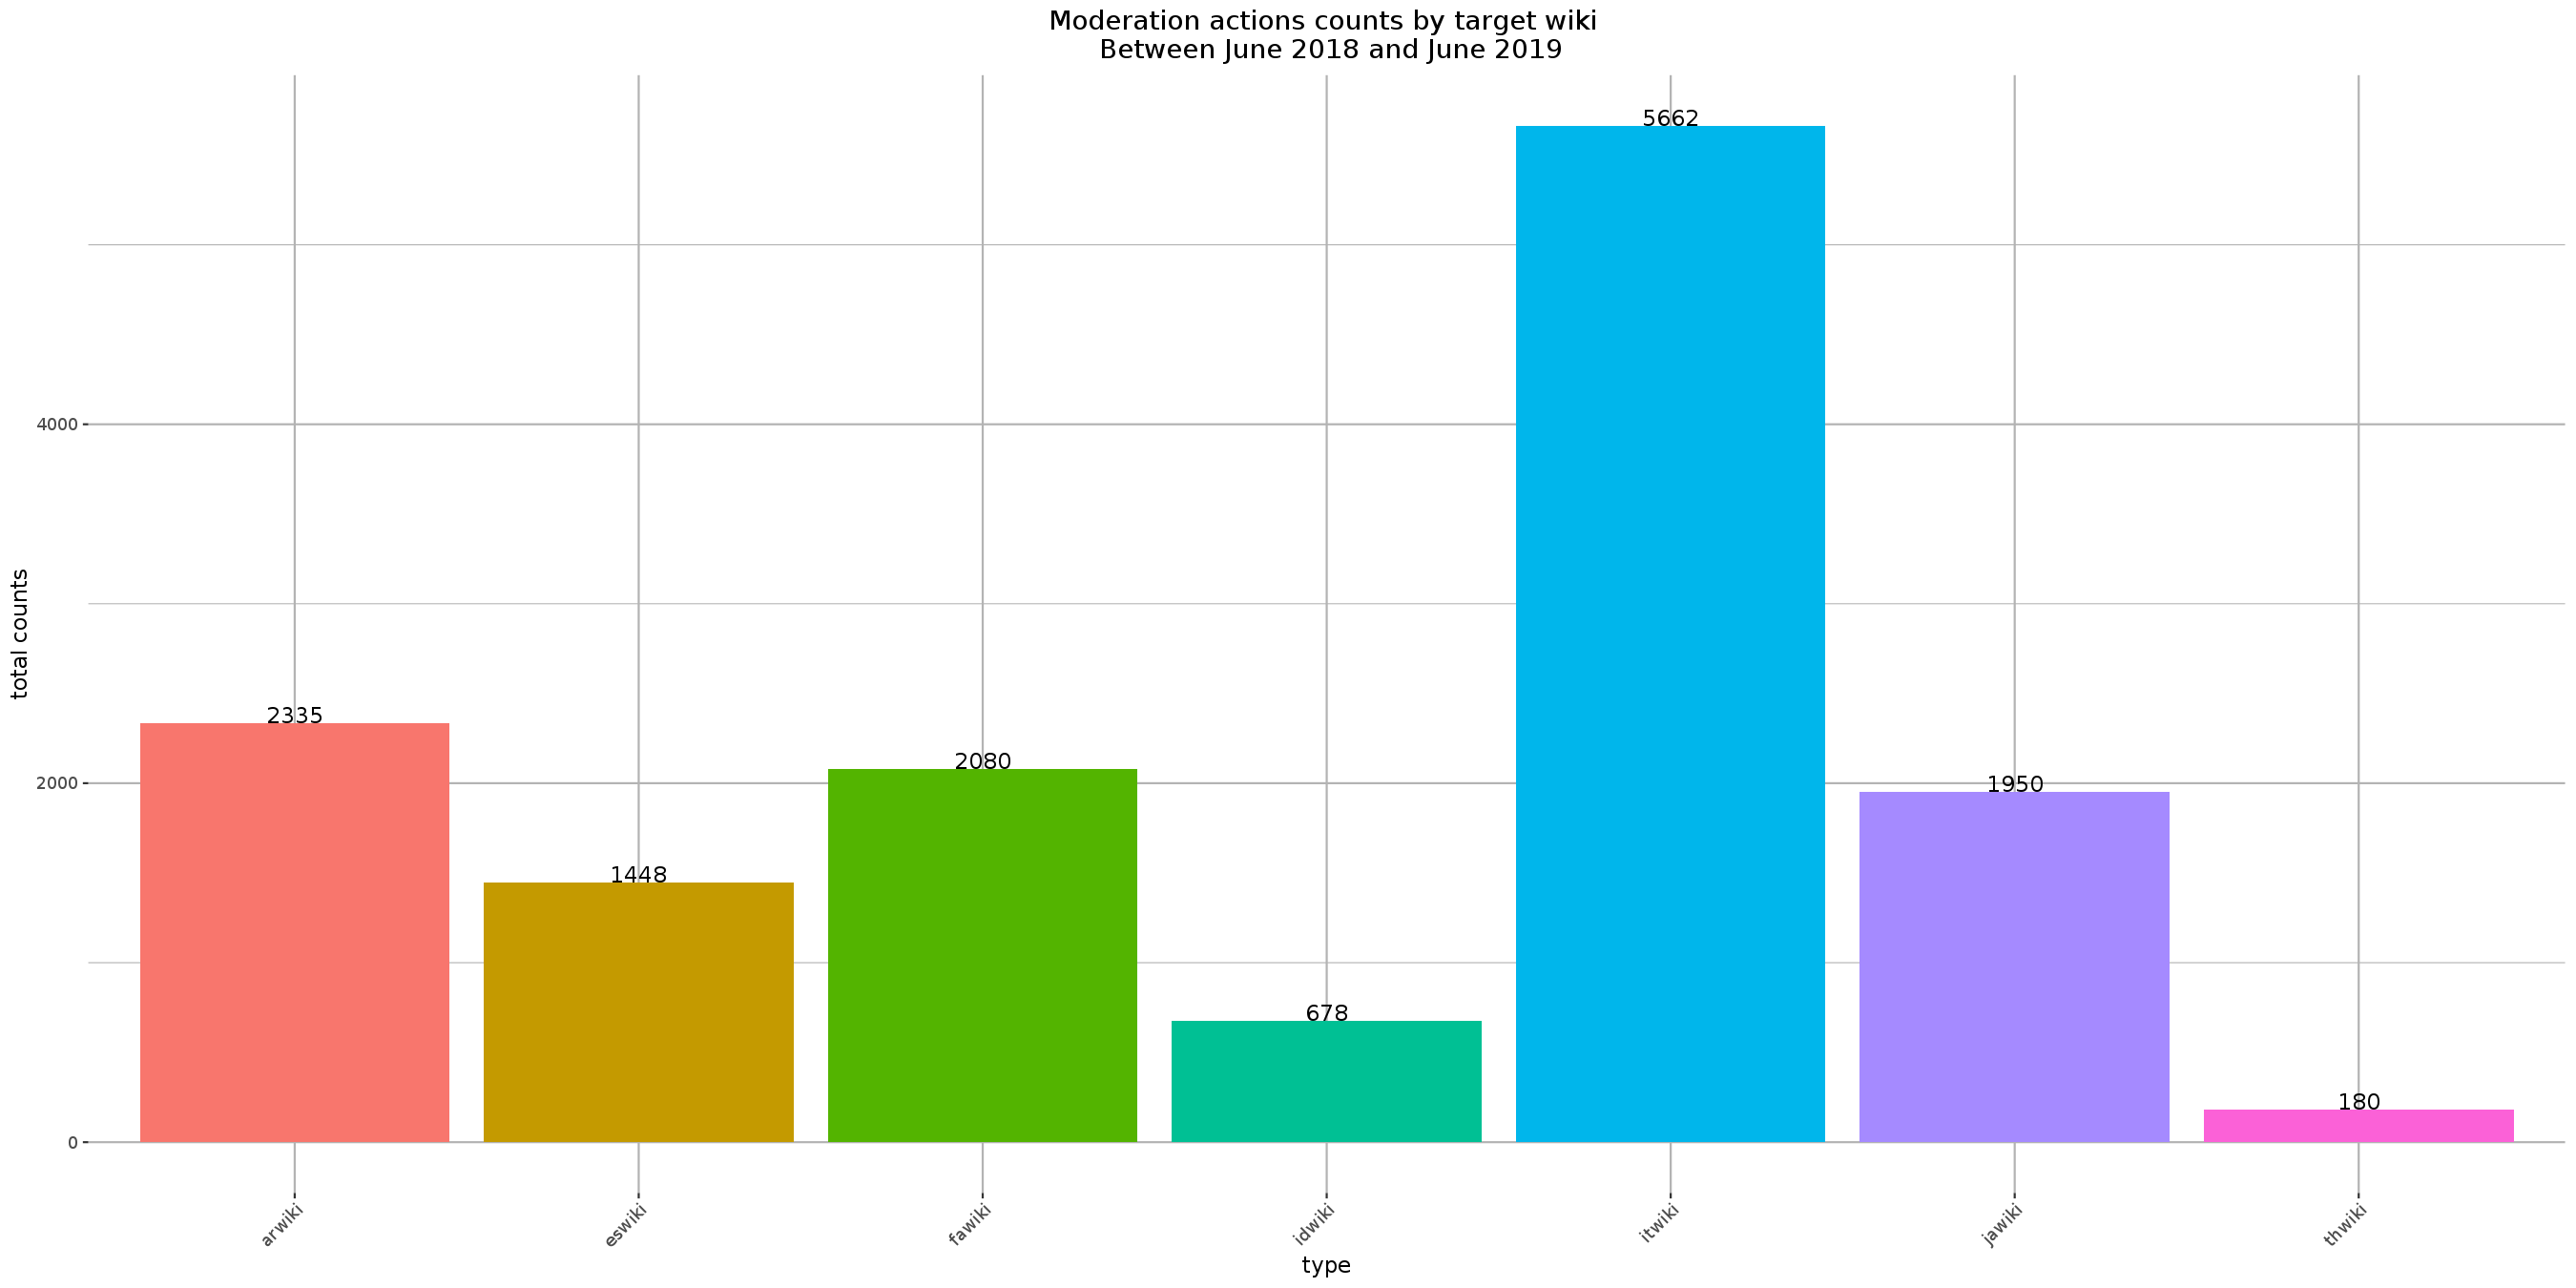 Moderation actions counts by target wiki
Between June 2018 and June 2019
total counts
4000
2000
0
2335
1448
2080
678
5662
1950
180
arwiki
eswiki
fawiki
idwiki
itwiki
jawiki
thwiki
type